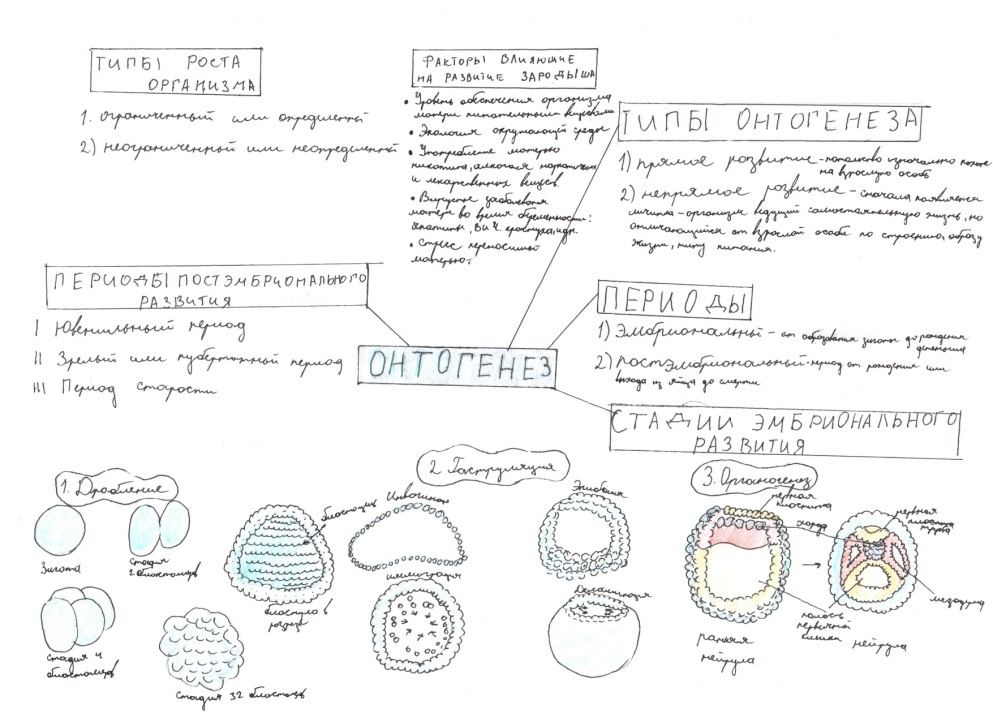 ТИПЫ РОСТА
ОРГАНИЗМА
1. ограниченный или определенный
2) неограниченный или неопределенный
ФАКТОРЫ ВЛИЯЮЩИЕ
НА РАЗВИТИЕ ЗАРОДЫША
• Уровень обеспечения организма
матери питательными веществами
• Экология окружающей среды
• Употребление матерью
никотина, алкоголя наркотических
и лекарственных веществ.
• Вирусные заболевания
матери во время беременности:
гепатиты, ВИЧ. краснуха, идр.
• Стресс переносимый
матерью.
ТИПЫ ОНТОГЕНЕЗА
1) прямое развитие - потомство изначально похоже
на взрослую особь
2) непрямое развитие - сначала появляется
личинка - организм ведущий самостоятельную жизнь, но
отличающийся от взрослой особи по строению, образу
жизни, типу питания.
ПЕРИОДЫ ПОСТЭМБРИОНАЛЬНОГО
РАЗВИТИЯ
I Ювенильный период
II Зрелый или пубертатный период
III Период старости
ОНТОГЕНЕЗ
ПЕРИОДЫ
1) Эмбриональный - от образования зиготы до рождения
детеныша
2) постэмбриональный - период от рождения или
выхода из яйца до смерти
СТАДИИ ЭМБРИОНАЛЬНОГО
РАЗВИТИЯ
1. Дробление
Зигота
стадия
2 бластомеров
стадия 4
бластомеров
стадия 32 бластомеров
бластоцель
бластула в
разрезе
2 Гаструляция
Инвагинация
иммиграция
Эпиболия
Деламинация
3. Органогенез
нервная
пластина
хорда
нервная
трубка
мезодерма
полость
первичной
кишки
ранняя
нейрула
нейрула